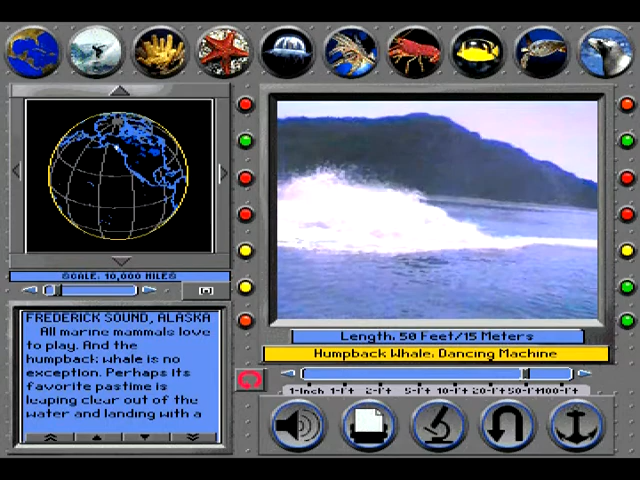 SCALE: 10,000 MILES
FREDERICK SOUND, ALASKA
All marine mammals love
to play. And the
humpback whale is no
exception. Perhaps its
favorite pastime is
leaping clear out of the
water and landing with a
Length: 50 Feet/15 Meters
Humpback Whale: Dancing Machine
1-Inch 1-Ft 2-Ft 5-Ft 10-Ft 20-Ft 50-Ft 100-Ft